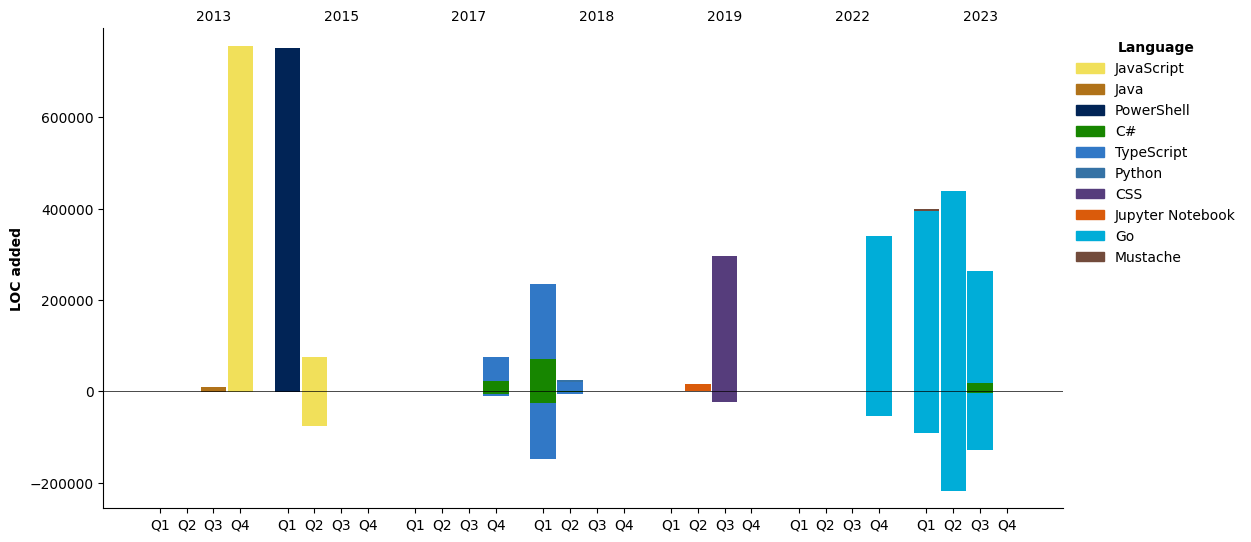 2013 2015 2017 2018 2019 2022 2023
LOC added
600000
400000
200000
0
−200000
Q1 Q2 Q3 Q4 Q1 Q2 Q3 Q4 Q1 Q2 Q3 Q4 Q1 Q2 Q3 Q4 Q1 Q2 Q3 Q4 Q1 Q2 Q3 Q4 Q1 Q2 Q3 Q4
Language
JavaScript
Java
PowerShell
C#
TypeScript
Python
CSS
Jupyter Notebook
Go
Mustache